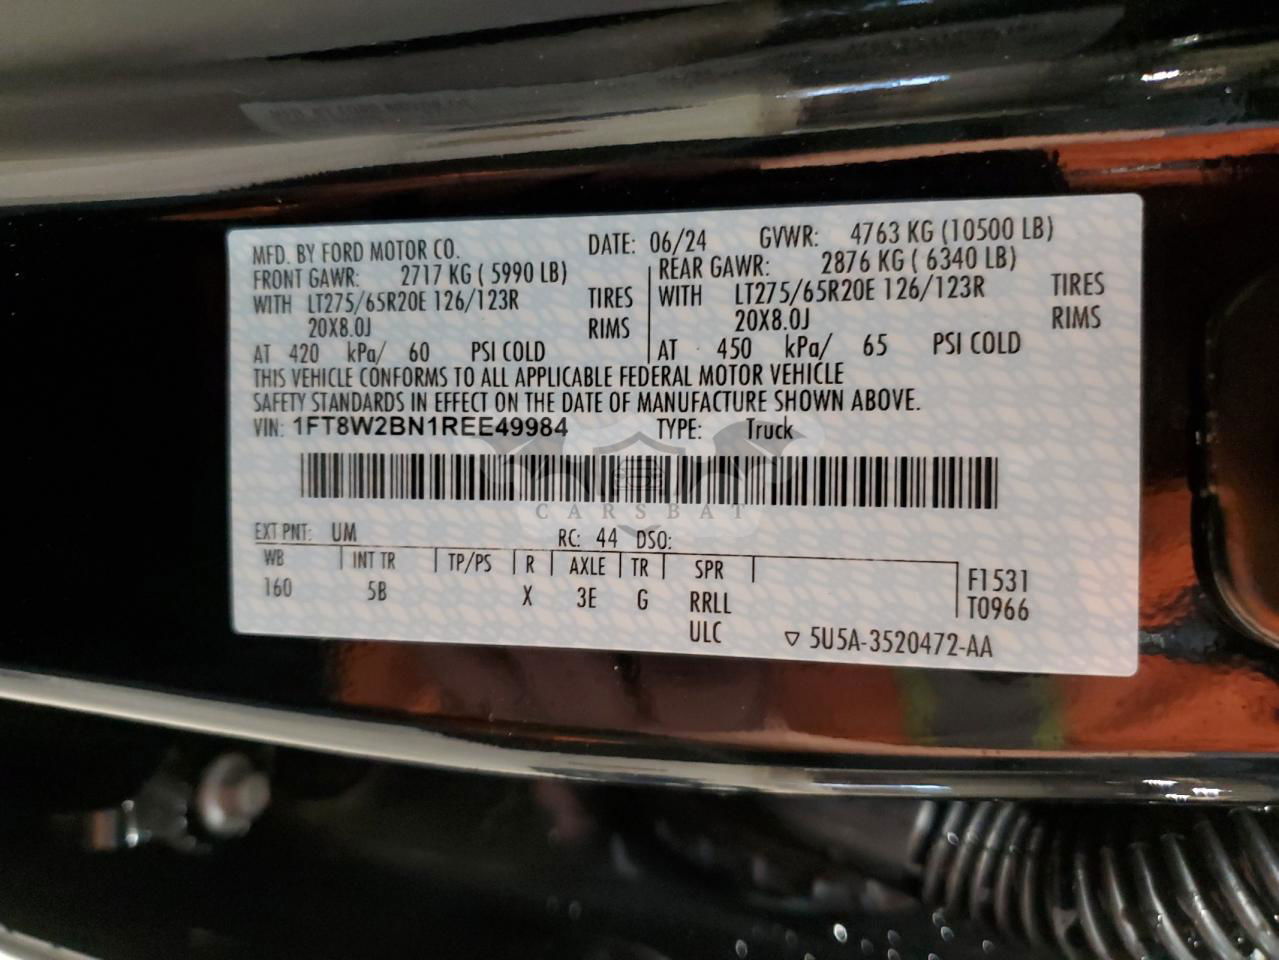 MFD. BY FORD MOTOR CO. DATE: 06/24 GVWR: 4763 KG (10500 LB)
FRONT GAWR: 2717 KG ( 5990 LB) REAR GAWR: 2876 KG ( 6340 LB)
WITH LT275/65R20E 126/123R TIRES WITH LT275/65R20E 126/123R TIRES
20X8.0J RIMS 20X8.0J RIMS
AT 420 kPa/ 60 PSI COLD AT 450 kPa/ 65 PSI COLD
THIS VEHICLE CONFORMS TO ALL APPLICABLE FEDERAL MOTOR VEHICLE
SAFETY STANDARDS IN EFFECT ON THE DATE OF MANUFACTURE SHOWN ABOVE.
VIN: 1FT8W2BN1REE49984 TYPE: Truck
CARSBAT
EXT PNT: UM RC: 44 DSO:
WB INT TR TP/PS R AXLE TR SPR
160 5B X 3E G RRLL
ULC
F1531
T0966
▽ 5U5A-3520472-AA